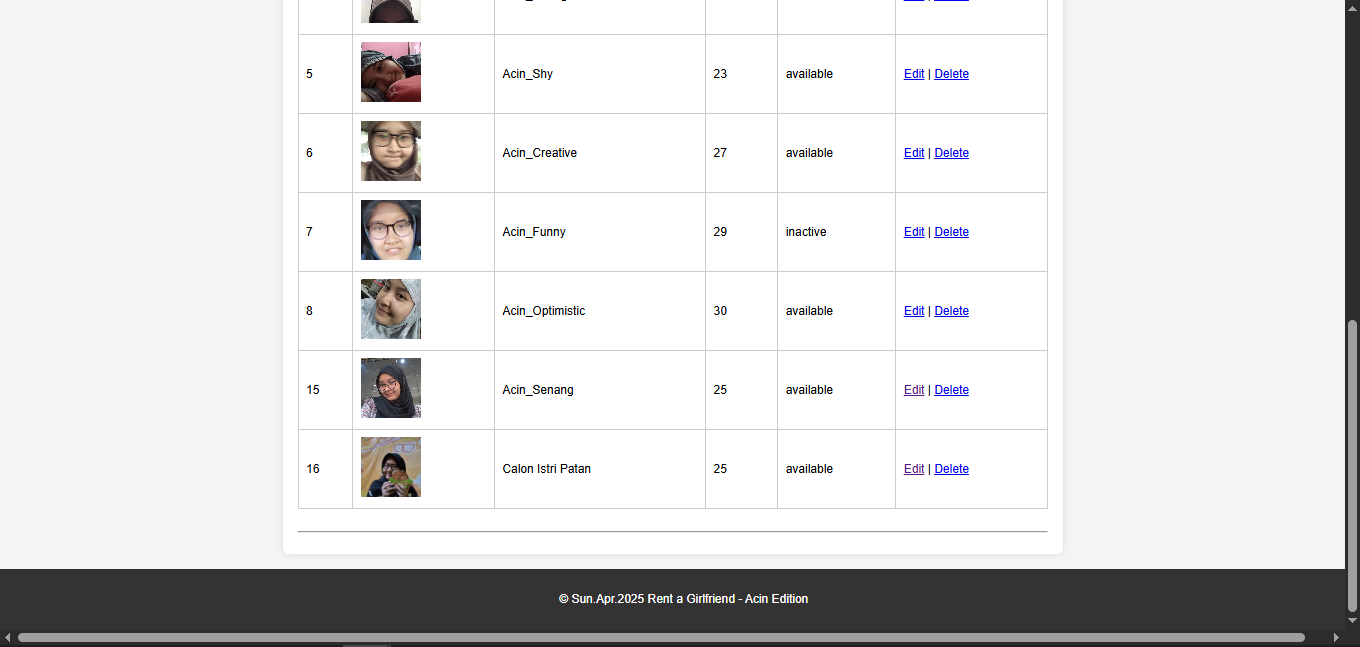 5 Acin_Shy 23 available Edit | Delete
6 Acin_Creative 27 available Edit | Delete
7 Acin_Funny 29 inactive Edit | Delete
8 Acin_Optimistic 30 available Edit | Delete
15 Acin_Senang 25 available Edit | Delete
16 Calon Istri Patan 25 available Edit | Delete
© Sun.Apr.2025 Rent a Girlfriend - Acin Edition